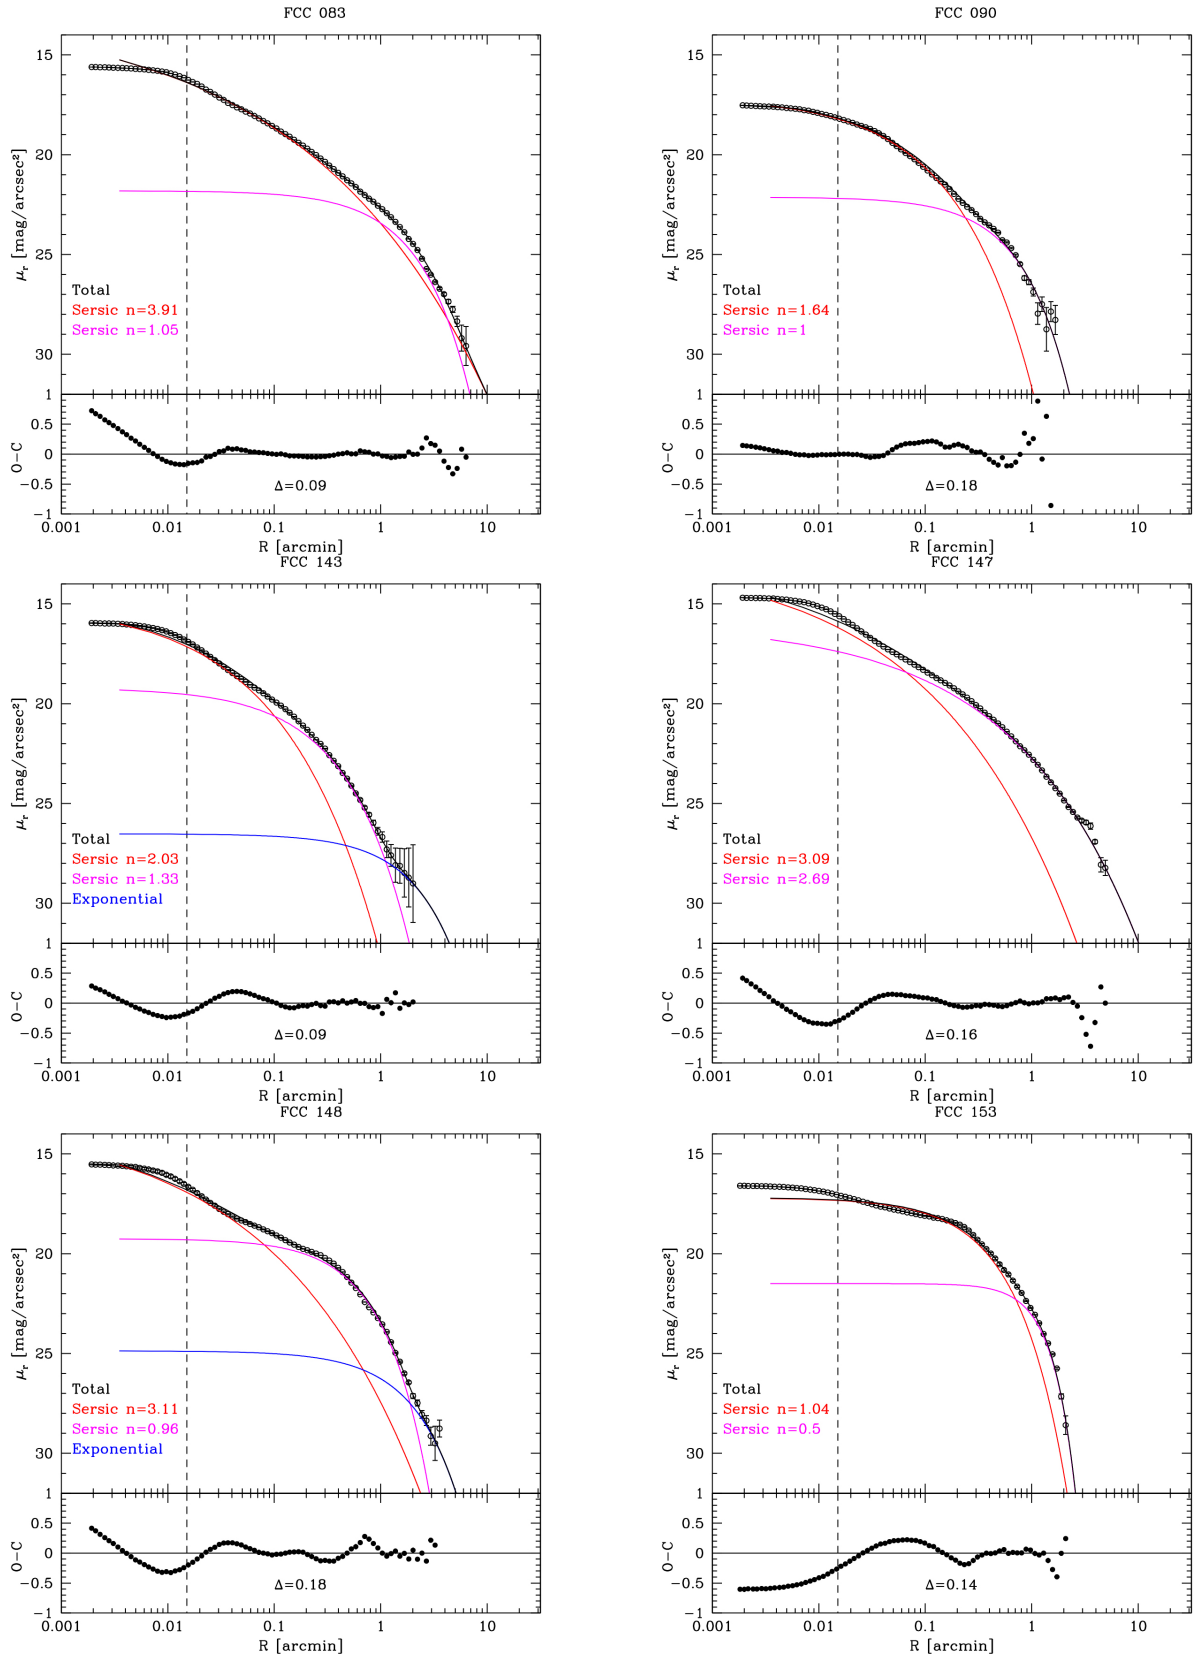 FCC 083
15
20
25
30
μr [mag/arcsec²]
Total
Sersic n=3.91
Sersic n=1.05
1
0.5
0
−0.5
−1
O−C
Δ=0.09
0.001 0.01 0.1 1 10
R [arcmin]
FCC 090
15
20
25
30
μr [mag/arcsec²]
Total
Sersic n=1.64
Sersic n=1
1
0.5
0
−0.5
−1
O−C
Δ=0.18
0.001 0.01 0.1 1 10
R [arcmin]
FCC 143
15
20
25
30
μr [mag/arcsec²]
Total
Sersic n=2.03
Sersic n=1.33
Exponential
1
0.5
0
−0.5
−1
O−C
Δ=0.09
0.001 0.01 0.1 1 10
R [arcmin]
FCC 147
15
20
25
30
μr [mag/arcsec²]
Total
Sersic n=3.09
Sersic n=2.69
1
0.5
0
−0.5
−1
O−C
Δ=0.16
0.001 0.01 0.1 1 10
R [arcmin]
FCC 148
15
20
25
30
μr [mag/arcsec²]
Total
Sersic n=3.11
Sersic n=0.96
Exponential
1
0.5
0
−0.5
−1
O−C
Δ=0.18
0.001 0.01 0.1 1 10
R [arcmin]
FCC 153
15
20
25
30
μr [mag/arcsec²]
Total
Sersic n=1.04
Sersic n=0.5
1
0.5
0
−0.5
−1
O−C
Δ=0.14
0.001 0.01 0.1 1 10
R [arcmin]